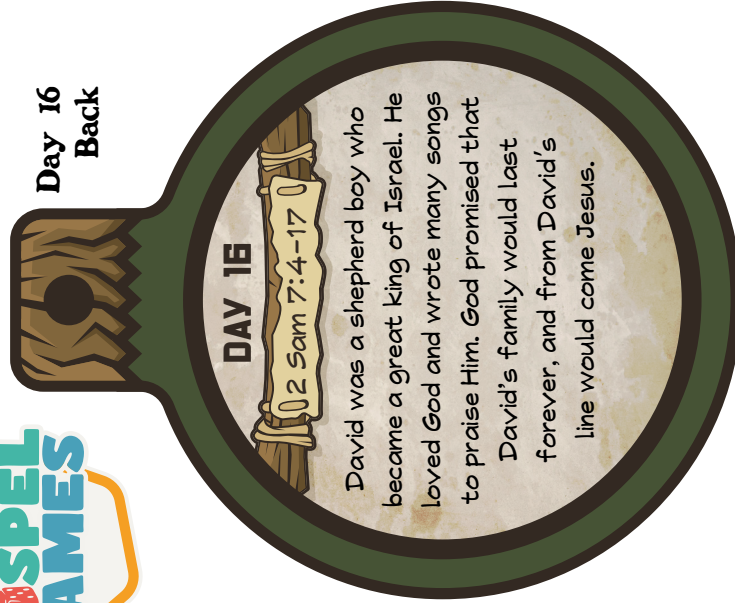 Day 16
Back
DAY 16
2 Sam 7:4-17
David was a shepherd boy who
became a great king of Israel. He
loved God and wrote many songs
to praise Him. God promised that
David's family would last
forever, and from David's
line would come Jesus.
SPEL
AMES